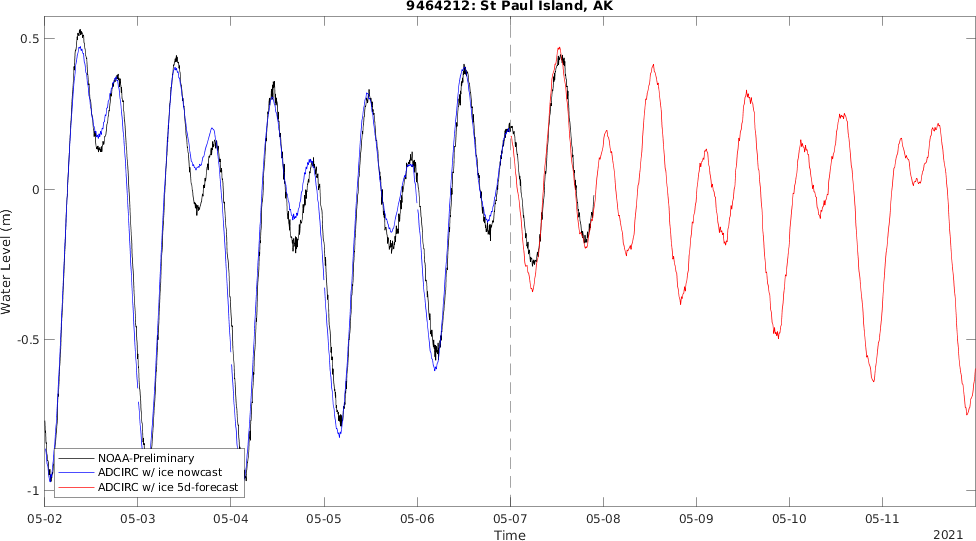 9464212: St Paul Island, AK
0.5
0
-0.5
-1
Water Level (m)
NOAA-Preliminary
ADCIRC w/ ice nowcast
ADCIRC w/ ice 5d-forecast
05-02 05-03 05-04 05-05 05-06 05-07 05-08 05-09 05-10 05-11
Time
2021